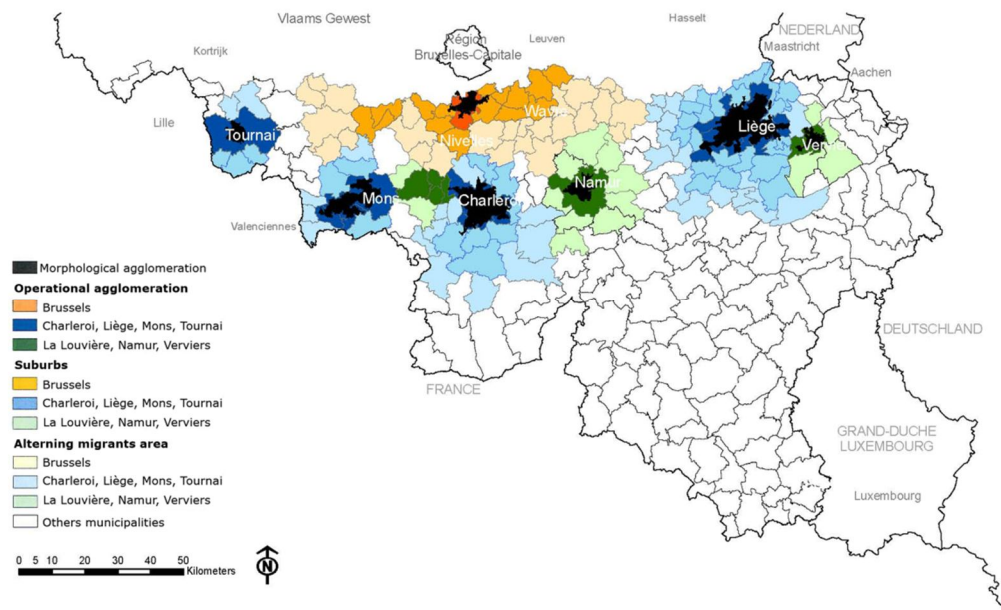 Vlaams Gewest
Hasselt
NEDERLAND
Kortrijk
Région
Bruxelles-Capitale
Leuven
Maastricht
Aachen
Lille
Tournai
Wavre
Nivelles
Liège
Verviers
Mons
Charleroi
Namur
Valenciennes
Morphological agglomeration
Operational agglomeration
Brussels
Charleroi, Liège, Mons, Tournai
La Louvière, Namur, Verviers
Suburbs
Brussels
Charleroi, Liège, Mons, Tournai
La Louvière, Namur, Verviers
Alterning migrants area
Brussels
Charleroi, Liège, Mons, Tournai
La Louvière, Namur, Verviers
Others municipalities
DEUTSCHLAND
FRANCE
GRAND-DUCHE
LUXEMBOURG
Luxembourg
0 5 10 20 30 40 50
Kilometers
N